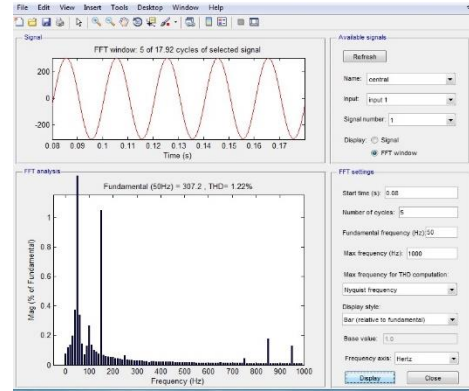 File Edit View Insert Tools Desktop Window Help
Signal
FFT window: 5 of 17.92 cycles of selected signal
200
0
-200
0.08 0.09 0.1 0.11 0.12 0.13 0.14 0.15 0.16 0.17
Time (s)
Available signals
Refresh
Name: central
Input: input 1
Signal number: 1
Display: Signal
FFT window
FFT analysis
Fundamental (50Hz) = 307.2 , THD= 1.22%
Mag (% of Fundamental)
1
0.8
0.6
0.4
0.2
0
0 100 200 300 400 500 600 700 800 900 1000
Frequency (Hz)
FFT settings
Start time (s): 0.08
Number of cycles: 5
Fundamental frequency (Hz): 50
Max frequency (Hz): 1000
Max frequency for THD computation:
Nyquist frequency
Display style:
Bar (relative to fundamental)
Base value: 1.0
Frequency axis: Hertz
Display Close